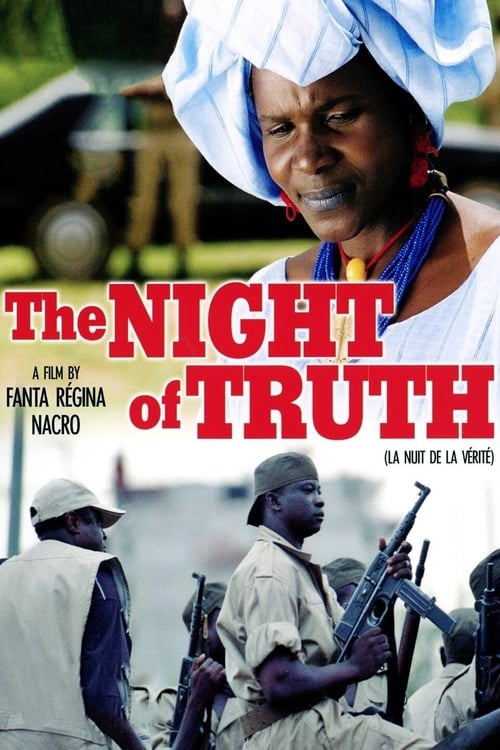 The NIGHT
of TRUTH
A FILM BY
FANTA RÉGINA
NACRO
(LA NUIT DE LA VÉRITÉ)